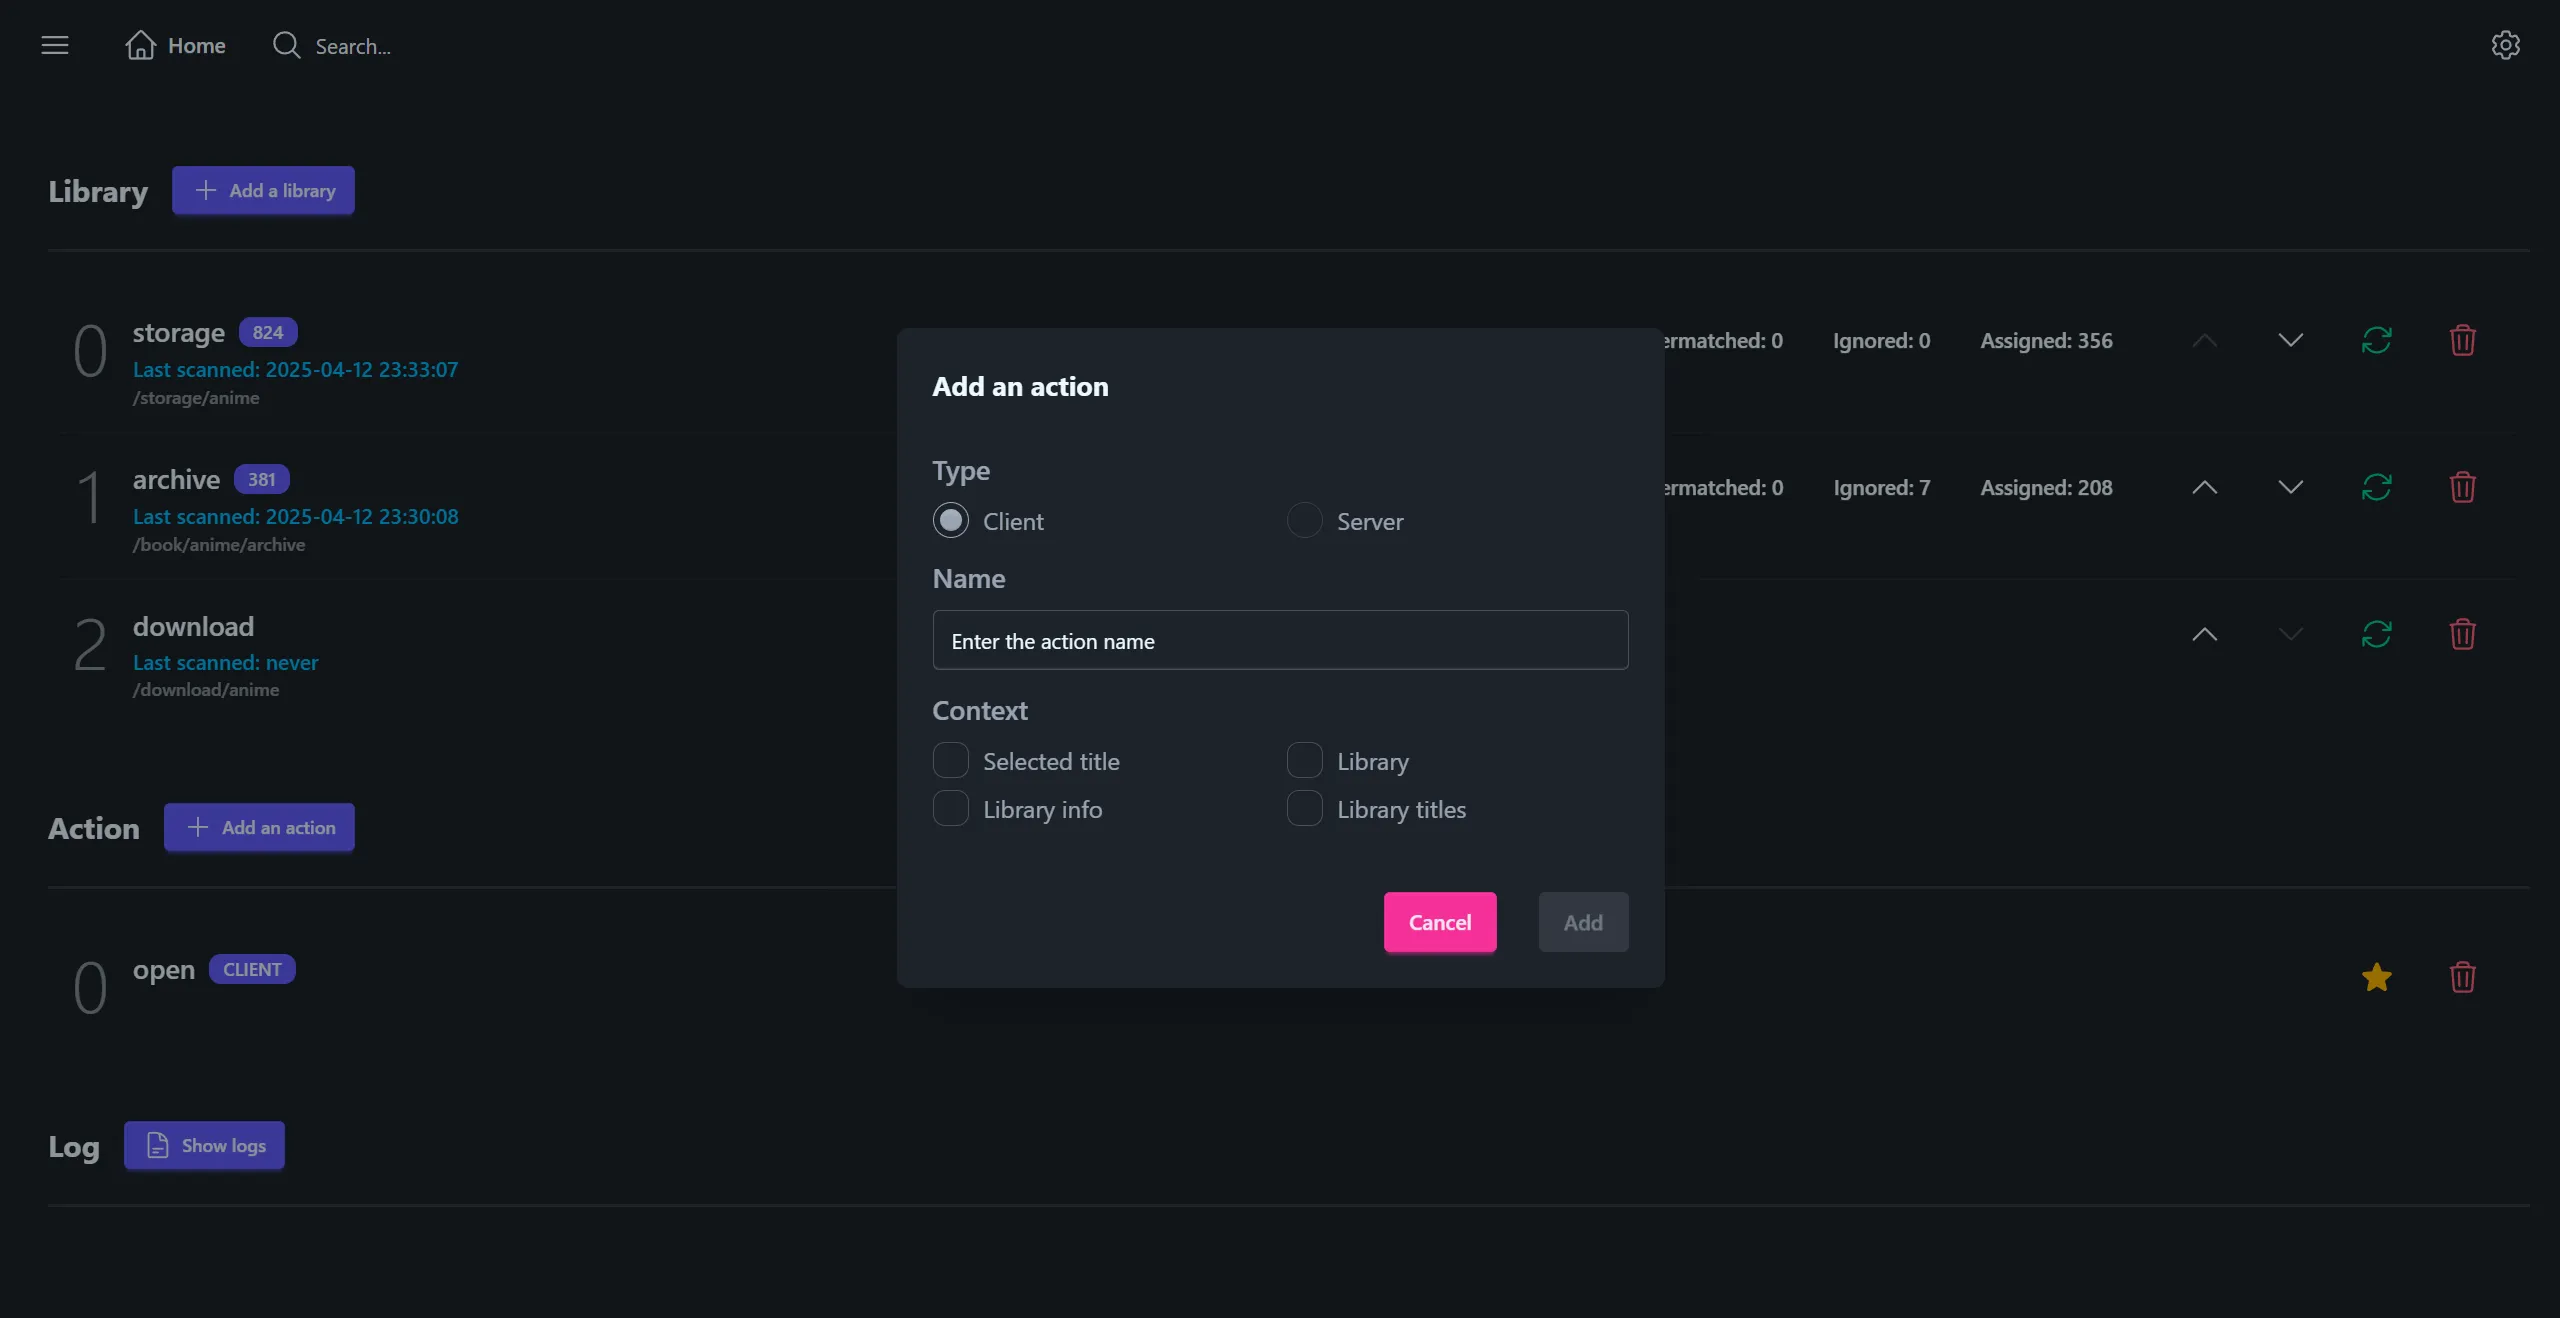 Home Search...
Library Add a library
0 storage 824
Last scanned: 2025-04-12 23:33:07
/storage/anime
ermatched: 0 Ignored: 0 Assigned: 356
1 archive 381
Last scanned: 2025-04-12 23:30:08
/book/anime/archive
ermatched: 0 Ignored: 7 Assigned: 208
2 download
Last scanned: never
/download/anime
Action Add an action
0 open CLIENT
Log Show logs
Add an action
Type
Client Server
Name
Enter the action name
Context
Selected title Library
Library info Library titles
Cancel Add